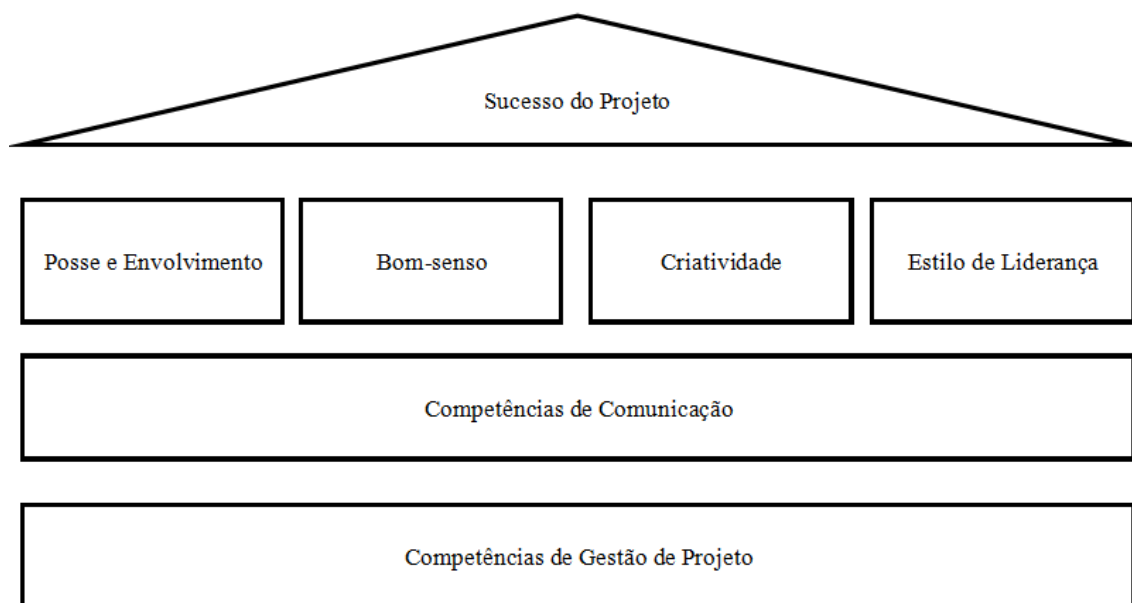 Sucesso do Projeto
Posse e Envolvimento
Bom-senso
Criatividade
Estilo de Liderança
Competências de Comunicação
Competências de Gestão de Projeto